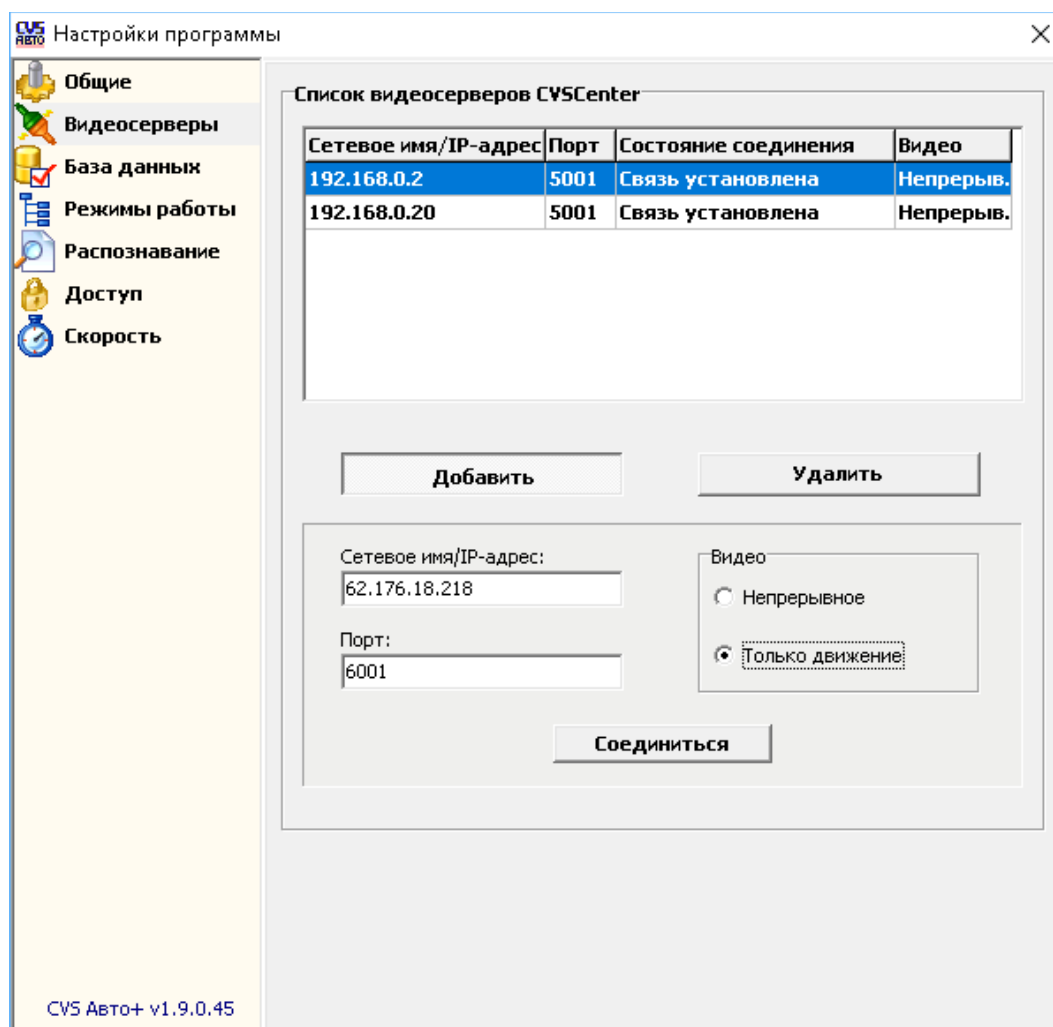 CVS АВТО Настройки программы
Общие
Видеосерверы
База данных
Режимы работы
Распознавание
Доступ
Скорость
CVS Авто+ v1.9.0.45
Список видеосерверов CVSCenter
Сетевое имя/IP-адрес Порт Состояние соединения Видео
192.168.0.2 5001 Связь установлена Непрерыв.
192.168.0.20 5001 Связь установлена Непрерыв.
Добавить Удалить
Сетевое имя/IP-адрес:
62.176.18.218
Порт:
6001
Видео
Непрерывное
Только движение
Соединиться